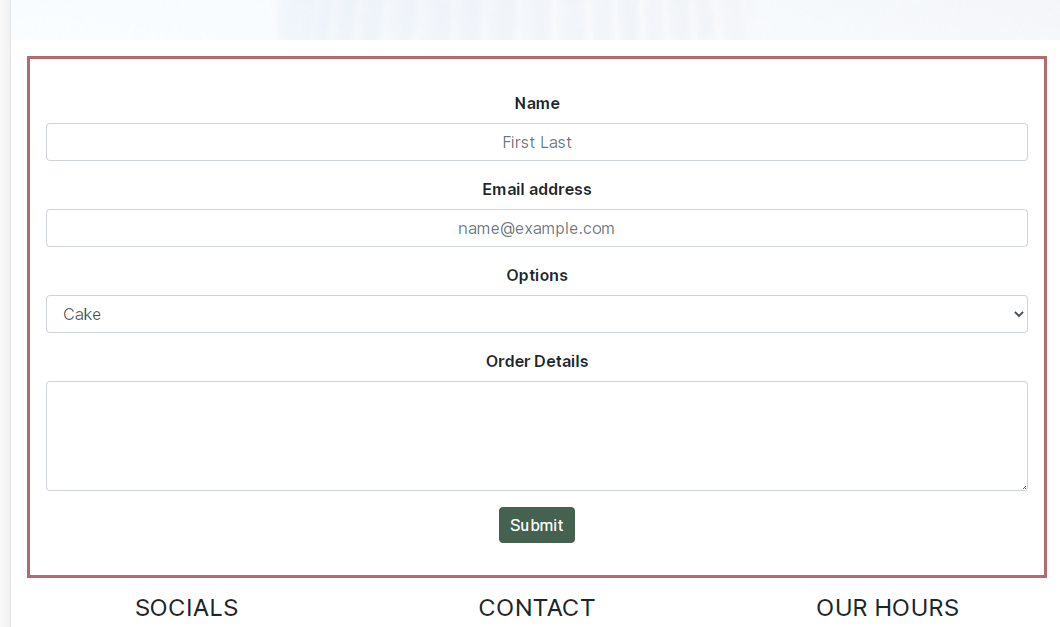 Name
First Last
Email address
name@example.com
Options
Cake
Order Details
Submit
SOCIALS CONTACT OUR HOURS